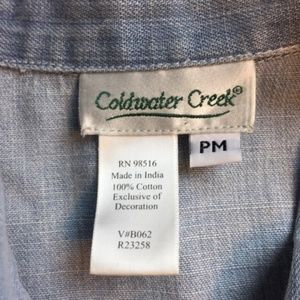 Coldwater Creek®
PM
RN 98516
Made in India
100% Cotton
Exclusive of
Decoration
V#B062
R23258